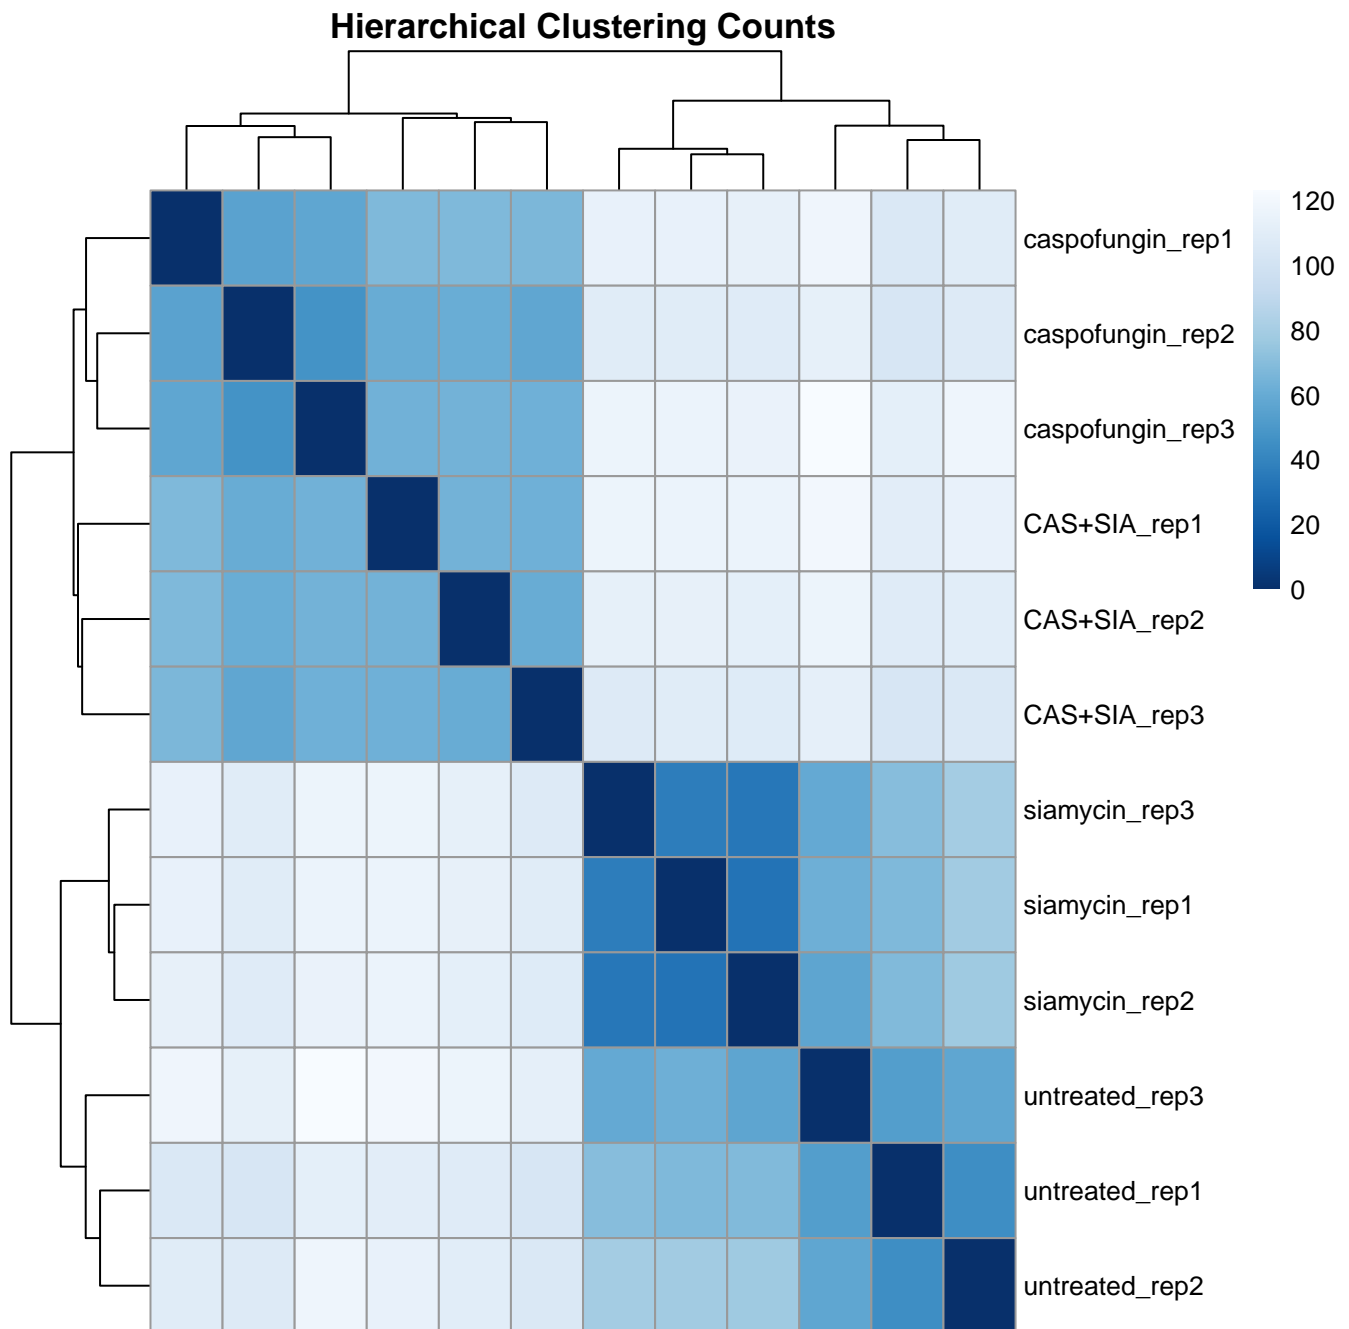 Hierarchical Clustering Counts
caspofungin_rep1
caspofungin_rep2
caspofungin_rep3
CAS+SIA_rep1
CAS+SIA_rep2
CAS+SIA_rep3
siamycin_rep3
siamycin_rep1
siamycin_rep2
untreated_rep3
untreated_rep1
untreated_rep2
120
100
80
60
40
20
0